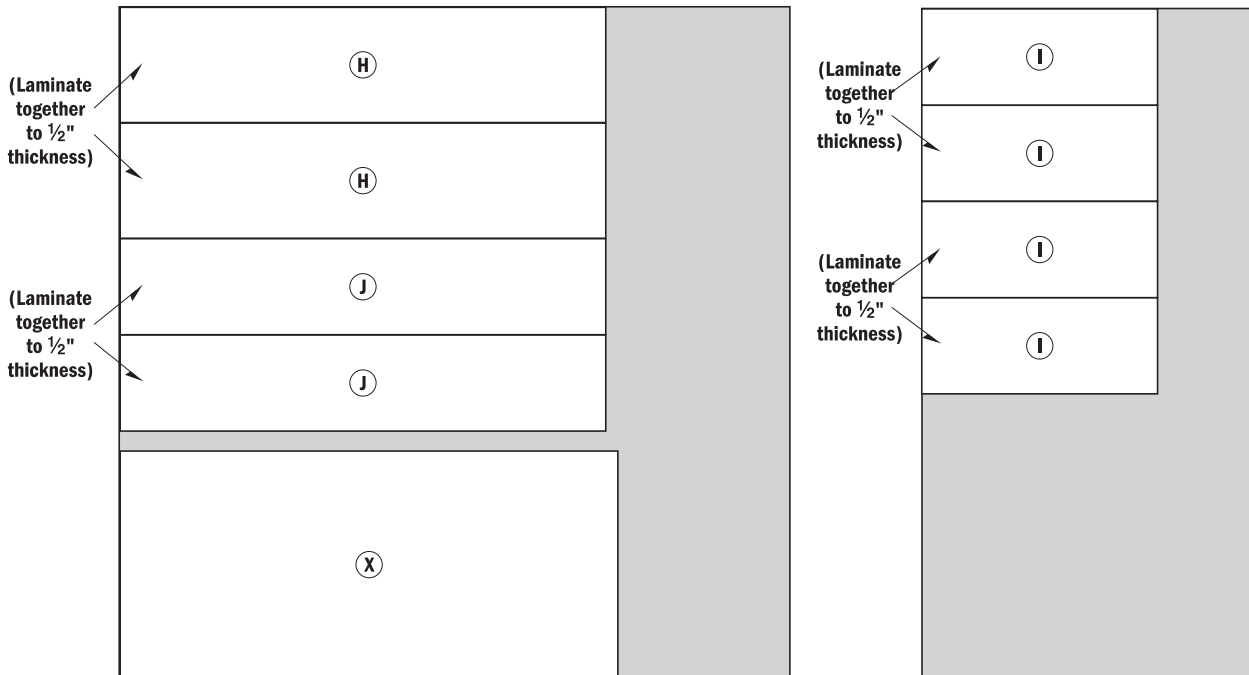 (Laminate
together
to ½"
thickness)
H
H
(Laminate
together
to ½"
thickness)
J
J
X
(Laminate
together
to ½"
thickness)
I
I
(Laminate
together
to ½"
thickness)
I
I